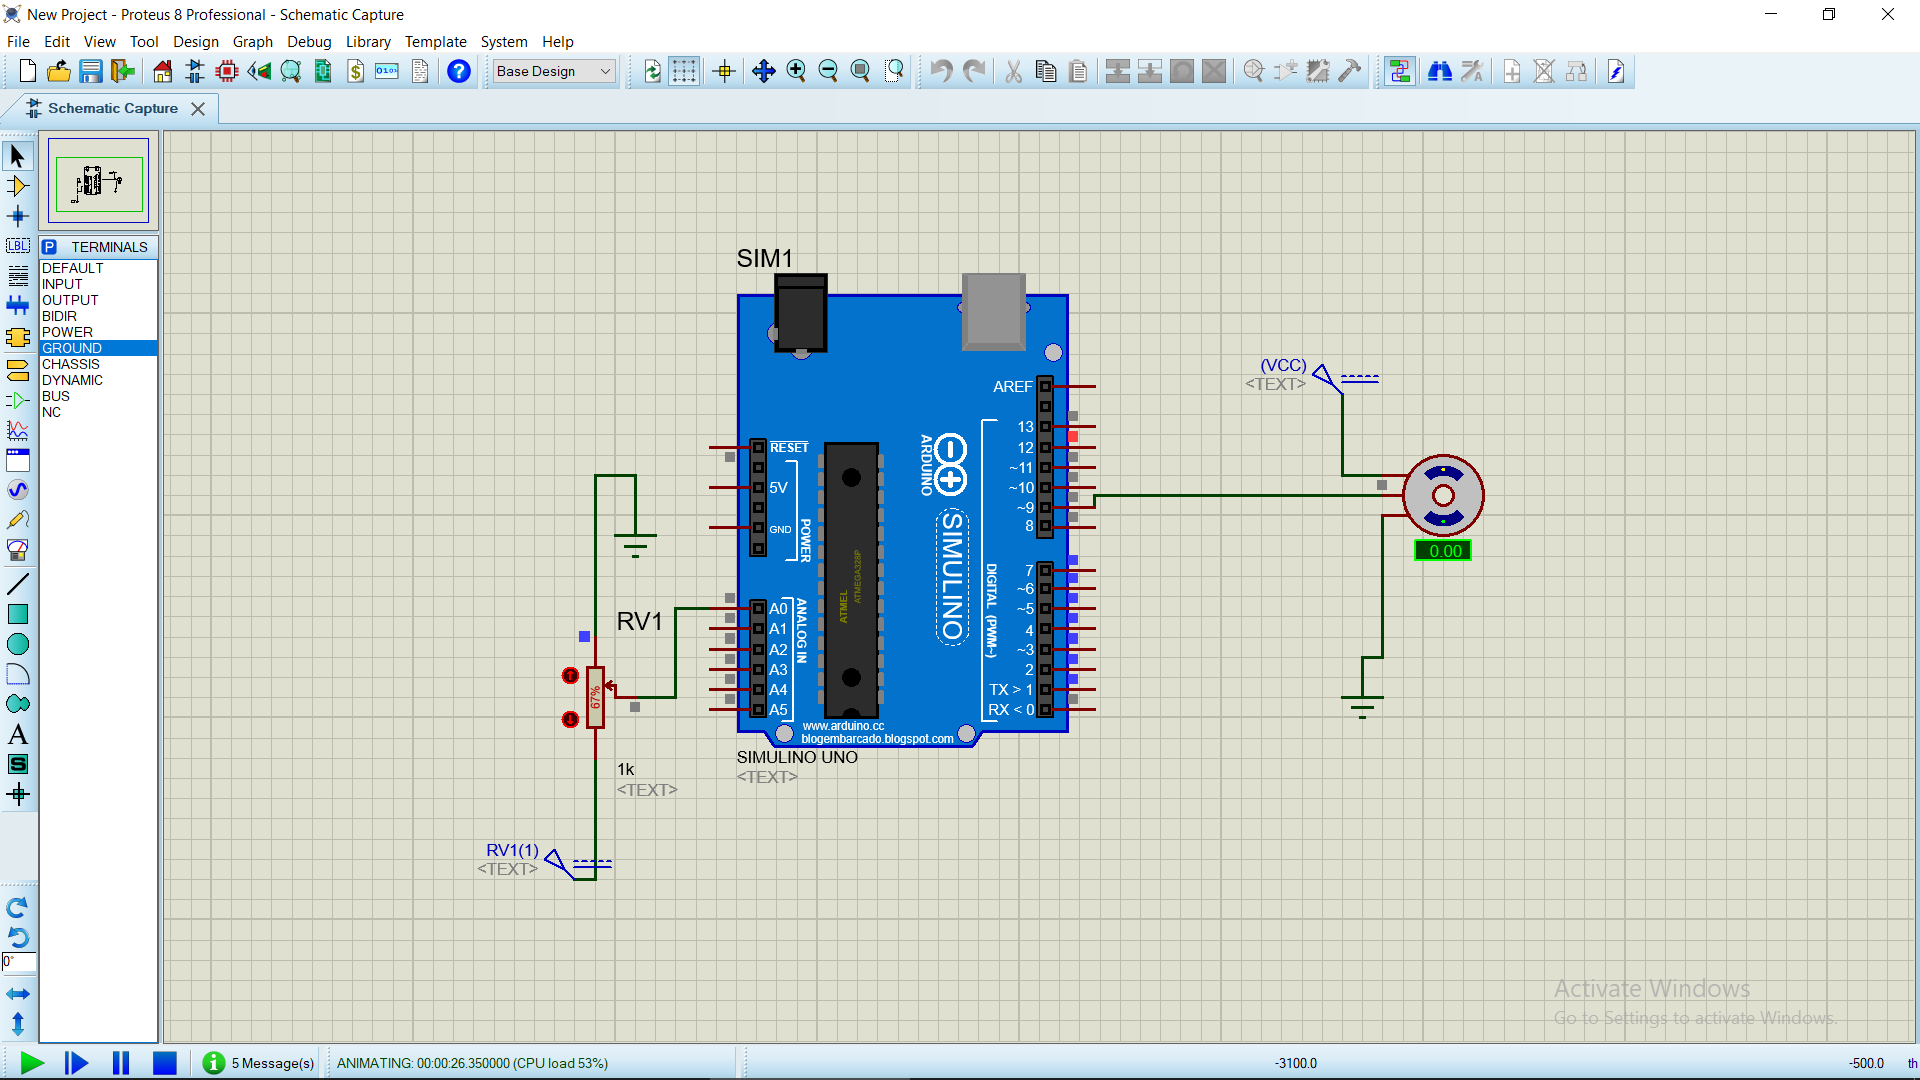 New Project - Proteus 8 Professional - Schematic Capture
File Edit View Tool Design Graph Debug Library Template System Help
Base Design
Schematic Capture
LBL
P TERMINALS
DEFAULT
INPUT
OUTPUT
BIDIR
POWER
GROUND
CHASSIS
DYNAMIC
BUS
NC
A
S
0°
SIM1
AREF
13
12
~11
~10
~9
8
7
~6
~5
4
~3
2
TX > 1
RX < 0
RESET
5V
GND
POWER
A0
A1
A2
A3
A4
A5
ANALOG IN
ATMEL
ATMEGA328P
ARDUINO
SIMULINO
DIGITAL (PWM~)
www.arduino.cc
blogembarcado.blogspot.com
SIMULINO UNO
<TEXT>
RV1
67%
1k
<TEXT>
RV1(1)
<TEXT>
(VCC)
<TEXT>
0.00
Activate Windows
Go to Settings to activate Windows.
5 Message(s)
ANIMATING: 00:00:26.350000 (CPU load 53%)
-3100.0
-500.0
th